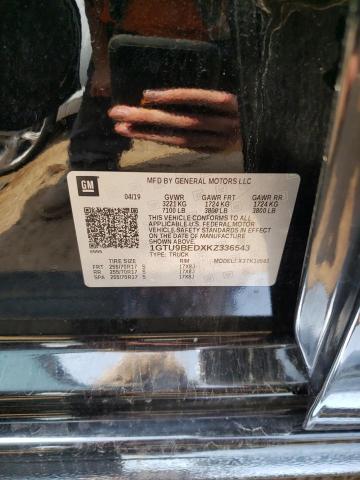 GM
MFD BY GENERAL MOTORS LLC
04/19 GVWR GAWR FRT GAWR RR
3221 KG 1724 KG 1724 KG
7100 LB 3800 LB 3800 LB
THIS VEHICLE CONFORMS TO ALL
APPLICABLE U.S. FEDERAL MOTOR
VEHICLE SAFETY STANDARDS IN EFFECT
ON THE DATE OF MANUFACTURE
SHOWN ABOVE.
1GTU9BEDXKZ336543
TYPE: TRUCK
TIRE SIZE RIM MODEL:
FRT 255/70R17 17X8J
RR 255/70R17 17X8J
SPA 255/70R17 17X8J